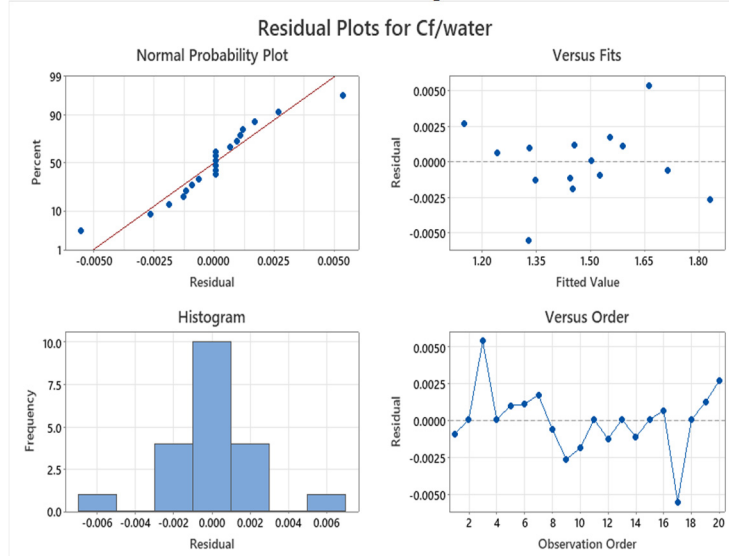 Residual Plots for Cf/water
Normal Probability Plot
99
90
50
10
1
Percent
-0.0050 -0.0025 0.0000 0.0025 0.0050
Residual
Versus Fits
0.0050
0.0025
0.0000
-0.0025
-0.0050
Residual
1.20 1.35 1.50 1.65 1.80
Fitted Value
Histogram
10.0
7.5
5.0
2.5
0.0
Frequency
-0.006 -0.004 -0.002 0.000 0.002 0.004 0.006
Residual
Versus Order
0.0050
0.0025
0.0000
-0.0025
-0.0050
Residual
2 4 6 8 10 12 14 16 18 20
Observation Order